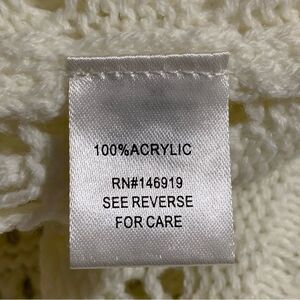 100%ACRYLIC
RN#146919
SEE REVERSE
FOR CARE